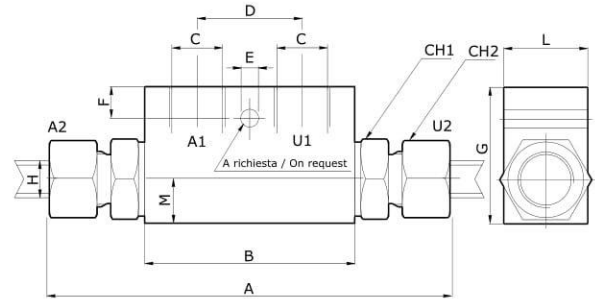 D
C
E
C
CH1
CH2
L
F
A2
A1
U1
U2
A richiesta / On request
H
M
G
B
A